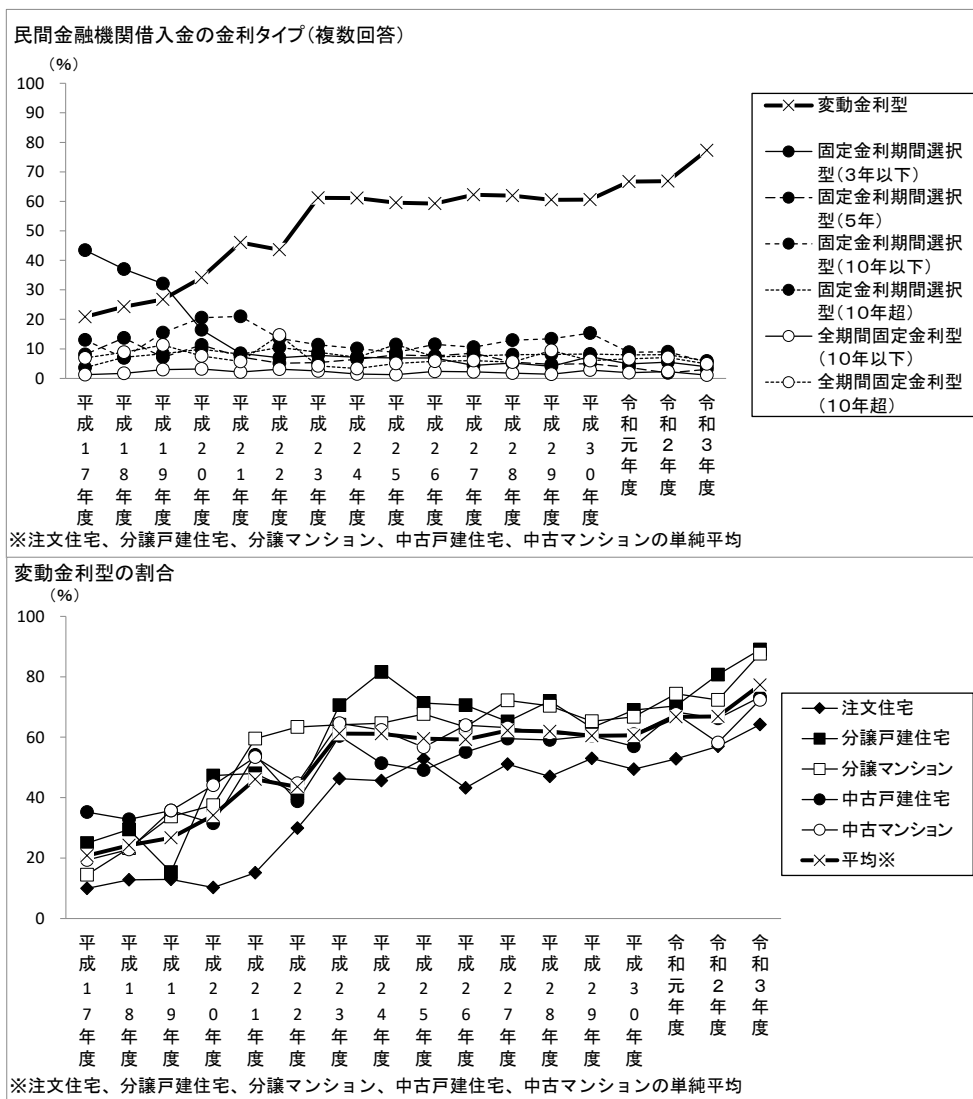 民間金融機関借入金の金利タイプ（複数回答）
（％）
100
90
80
70
60
50
40
30
20
10
0
平成17年度
平成18年度
平成19年度
平成20年度
平成21年度
平成22年度
平成23年度
平成24年度
平成25年度
平成26年度
平成27年度
平成28年度
平成29年度
平成30年度
令和元年度
令和2年度
令和3年度
変動金利型
固定金利期間選択
型（3年以下）
固定金利期間選択
型（5年）
固定金利期間選択
型（10年以下）
固定金利期間選択
型（10年超）
全期間固定金利型
（10年以下）
全期間固定金利型
（10年超）
※注文住宅、分譲戸建住宅、分譲マンション、中古戸建住宅、中古マンションの単純平均
変動金利型の割合
（％）
100
80
60
40
20
0
平成17年度
平成18年度
平成19年度
平成20年度
平成21年度
平成22年度
平成23年度
平成24年度
平成25年度
平成26年度
平成27年度
平成28年度
平成29年度
平成30年度
令和元年度
令和2年度
令和3年度
注文住宅
分譲戸建住宅
分譲マンション
中古戸建住宅
中古マンション
平均※
※注文住宅、分譲戸建住宅、分譲マンション、中古戸建住宅、中古マンションの単純平均